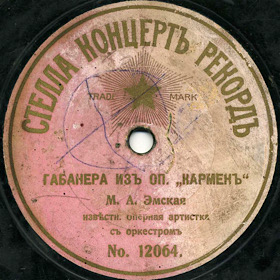 СТЕЛЛА КОНЦЕРТЪ РЕКОРДЪ
TRADE MARK
ГАБАНЕРА ИЗЪ ОП. „КАРМЕНЪ“
М. А. Эмская
ИЗВѢСТН. ОПЕРНАЯ АРТИСТКА
СЪ ОРКЕСТРОМЪ
No. 12064.